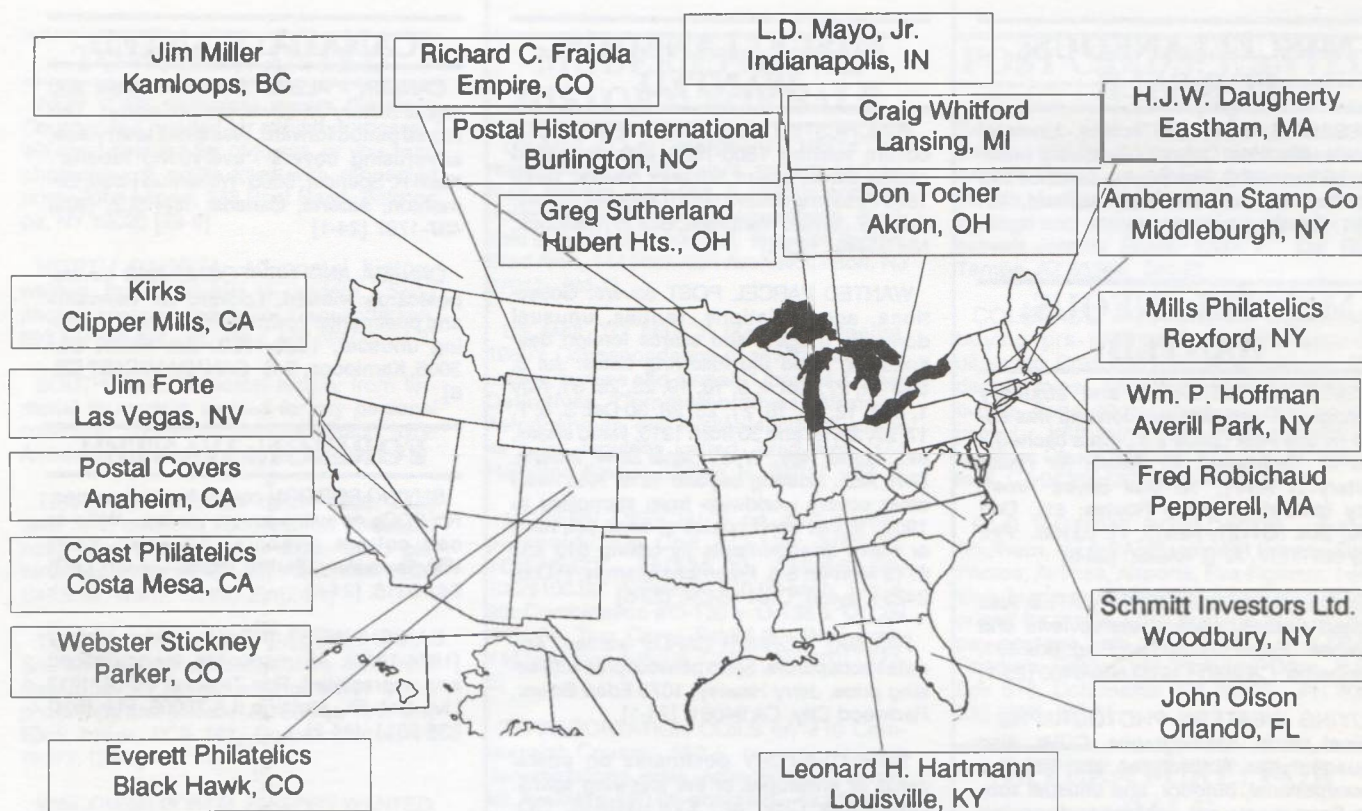 Jim Miller
Kamloops, BC
Richard C. Frajola
Empire, CO
L.D. Mayo, Jr.
Indianapolis, IN
Postal History International
Burlington, NC
Craig Whitford
Lansing, MI
H.J.W. Daugherty
Eastham, MA
Greg Sutherland
Hubert Hts., OH
Don Tocher
Akron, OH
Amberman Stamp Co
Middleburgh, NY
Kirks
Clipper Mills, CA
Mills Philatelics
Rexford, NY
Jim Forte
Las Vegas, NV
Wm. P. Hoffman
Averill Park, NY
Postal Covers
Anaheim, CA
Fred Robichaud
Pepperell, MA
Coast Philatelics
Costa Mesa, CA
Schmitt Investors Ltd.
Woodbury, NY
Webster Stickney
Parker, CO
John Olson
Orlando, FL
Everett Philatelics
Black Hawk, CO
Leonard H. Hartmann
Louisville, KY